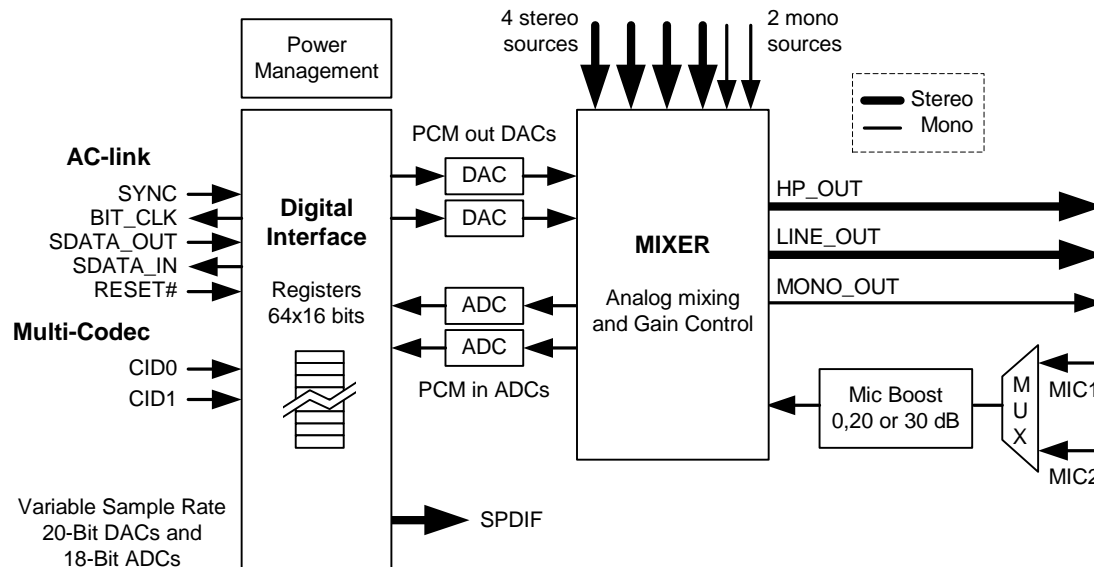 Power
Management
4 stereo
sources
2 mono
sources
Stereo
Mono
AC-link
SYNC
BIT_CLK
SDATA_OUT
SDATA_IN
RESET#
Multi-Codec
CID0
CID1
Variable Sample Rate
20-Bit DACs and
18-Bit ADCs
Digital
Interface
Registers
64x16 bits
PCM out DACs
DAC
DAC
ADC
ADC
PCM in ADCs
SPDIF
MIXER
Analog mixing
and Gain Control
HP_OUT
LINE_OUT
MONO_OUT
Mic Boost
0,20 or 30 dB
M
U
X
MIC1
MIC2